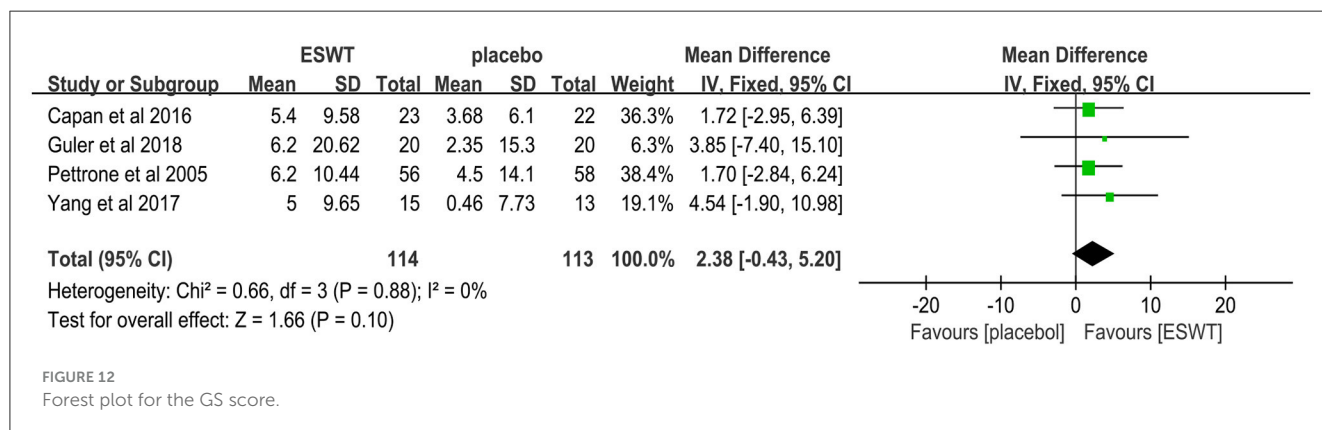 ESWT placebo Mean Difference Mean Difference
Study or Subgroup Mean SD Total Mean SD Total Weight IV, Fixed, 95% CI IV, Fixed, 95% CI
Capan et al 2016 5.4 9.58 23 3.68 6.1 22 36.3% 1.72 [-2.95, 6.39]
Guler et al 2018 6.2 20.62 20 2.35 15.3 20 6.3% 3.85 [-7.40, 15.10]
Pettrone et al 2005 6.2 10.44 56 4.5 14.1 58 38.4% 1.70 [-2.84, 6.24]
Yang et al 2017 5 9.65 15 0.46 7.73 13 19.1% 4.54 [-1.90, 10.98]
Total (95% CI) 114 113 100.0% 2.38 [-0.43, 5.20]
Heterogeneity: Chi² = 0.66, df = 3 (P = 0.88); I² = 0%
Test for overall effect: Z = 1.66 (P = 0.10)
-20 -10 0 10 20
Favours [placebol] Favours [ESWT]
FIGURE 12
Forest plot for the GS score.